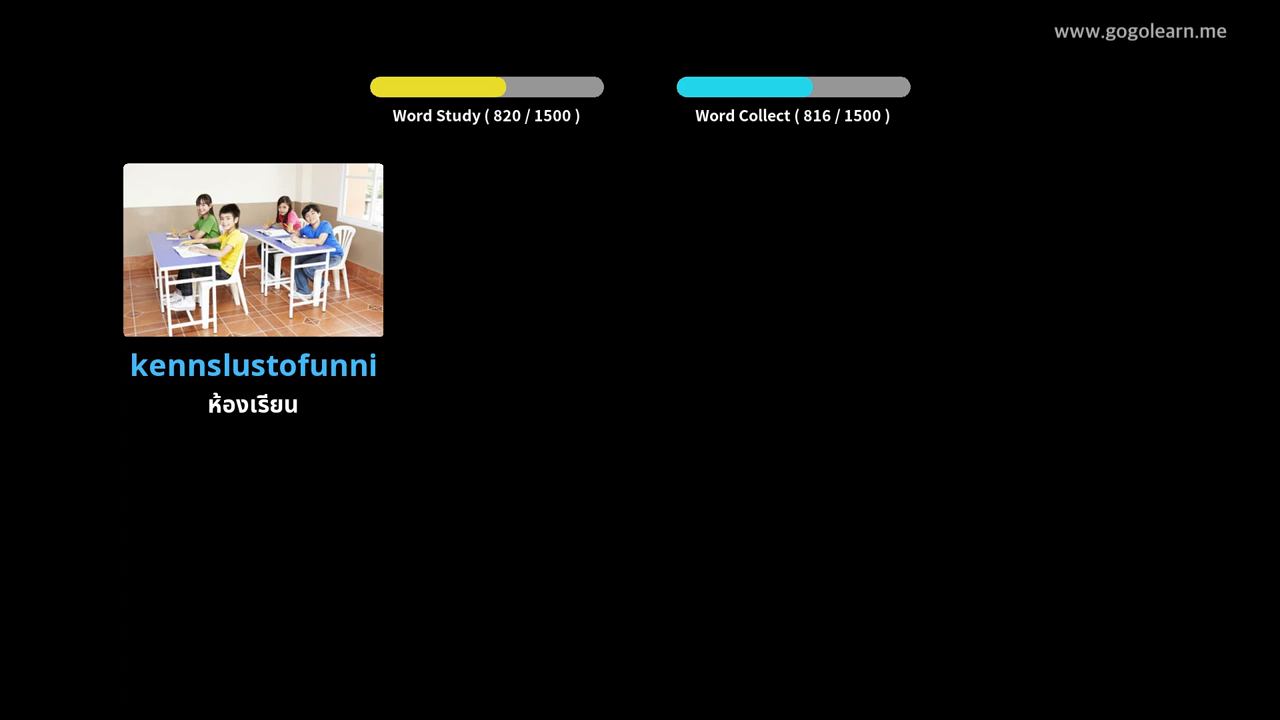 www.gogolearn.me
Word Study ( 820 / 1500 )
Word Collect ( 816 / 1500 )
kennslustofunni
ห้องเรียน